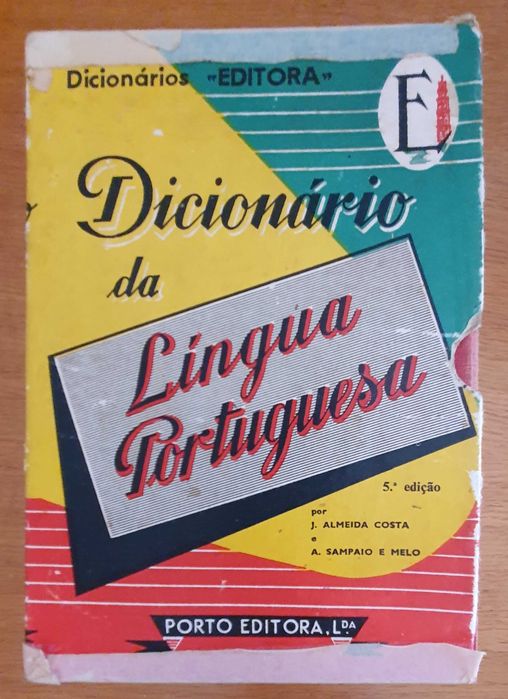 Dicionários "EDITORA"
E
Dicionário
da
Língua
Portuguesa
5.ª edição
por
J. ALMEIDA COSTA
e
A. SAMPAIO E MELO
PORTO EDITORA, L.DA